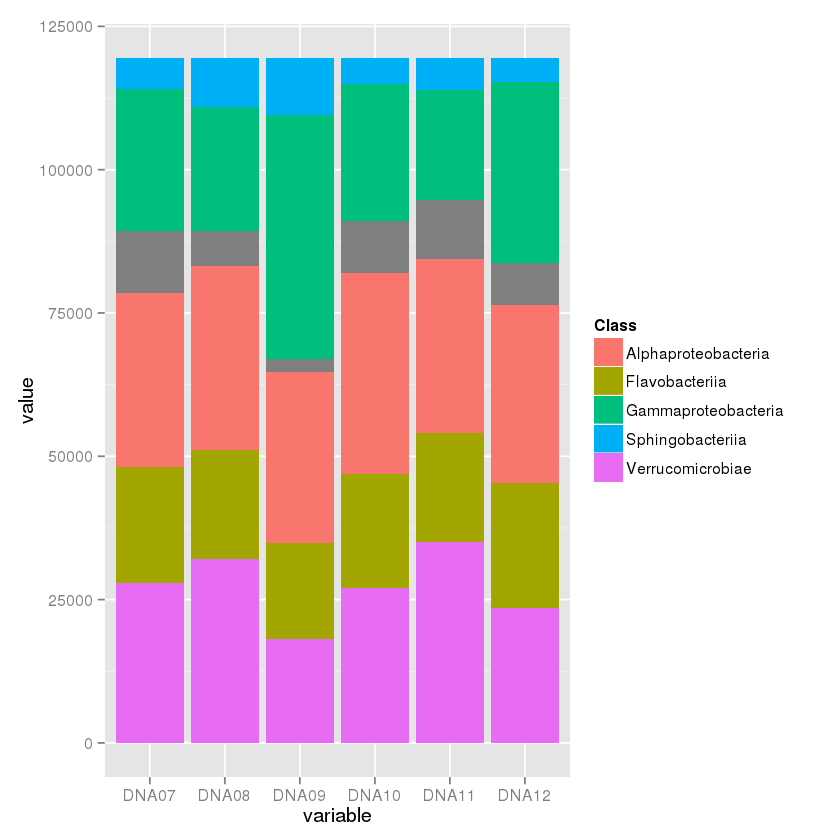 125000
100000
75000
50000
25000
0
value
DNA07 DNA08 DNA09 DNA10 DNA11 DNA12
variable
Class
Alphaproteobacteria
Flavobacteriia
Gammaproteobacteria
Sphingobacteriia
Verrucomicrobiae